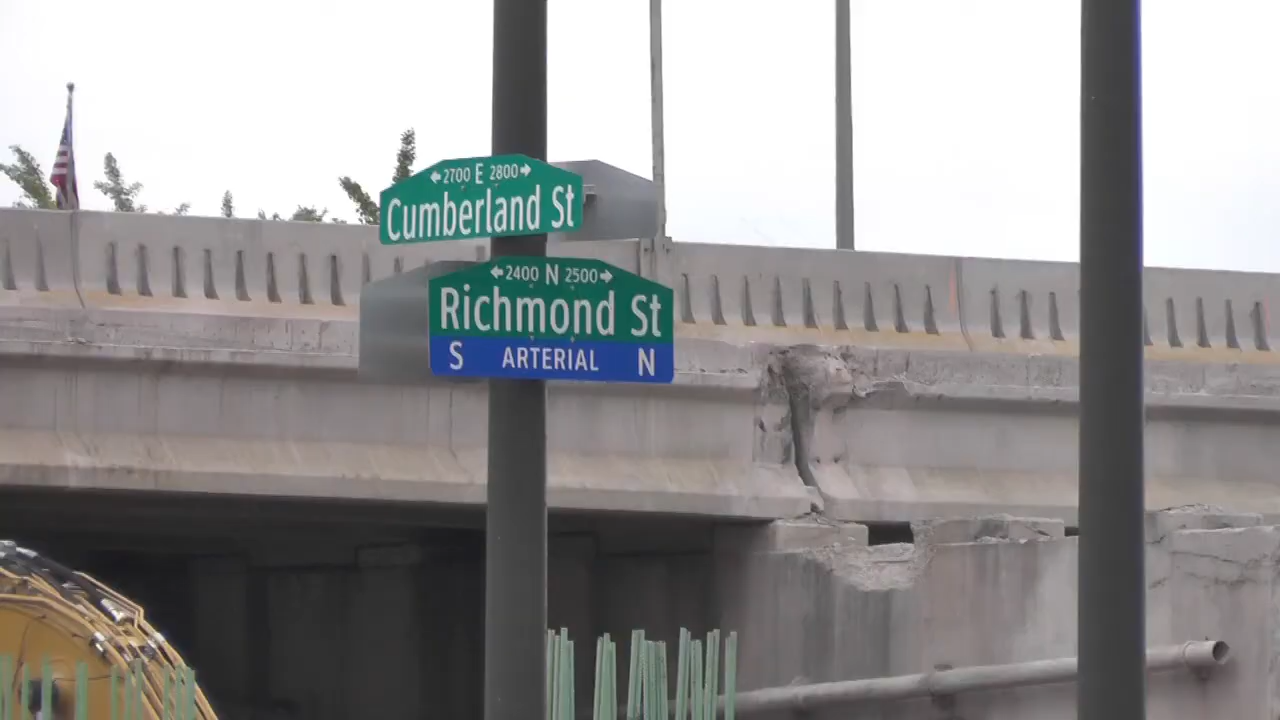 ←2700 E 2800→
Cumberland St
←2400 N 2500→
Richmond St
S ARTERIAL N